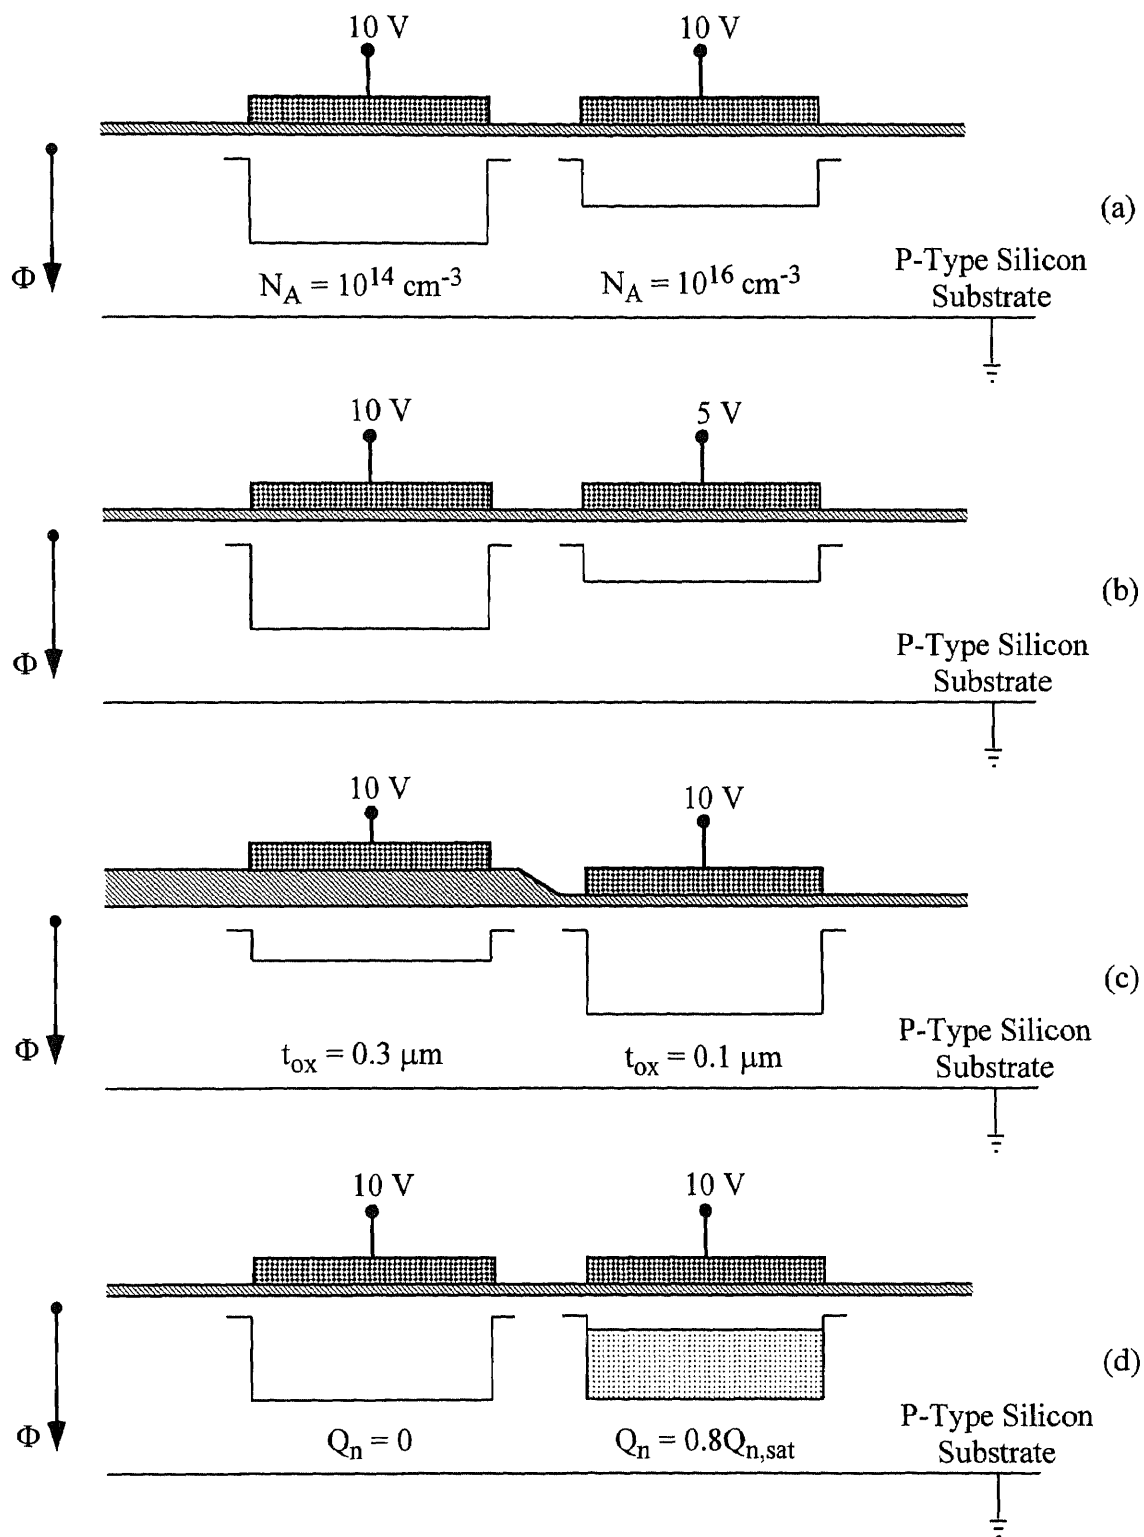 10 V 10 V
(a)
Φ
N_A = 10^14 cm^-3 N_A = 10^16 cm^-3
P-Type Silicon
Substrate
10 V 5 V
(b)
Φ
P-Type Silicon
Substrate
10 V 10 V
(c)
Φ
t_ox = 0.3 μm t_ox = 0.1 μm
P-Type Silicon
Substrate
10 V 10 V
(d)
Φ
Q_n = 0 Q_n = 0.8Q_n,sat
P-Type Silicon
Substrate